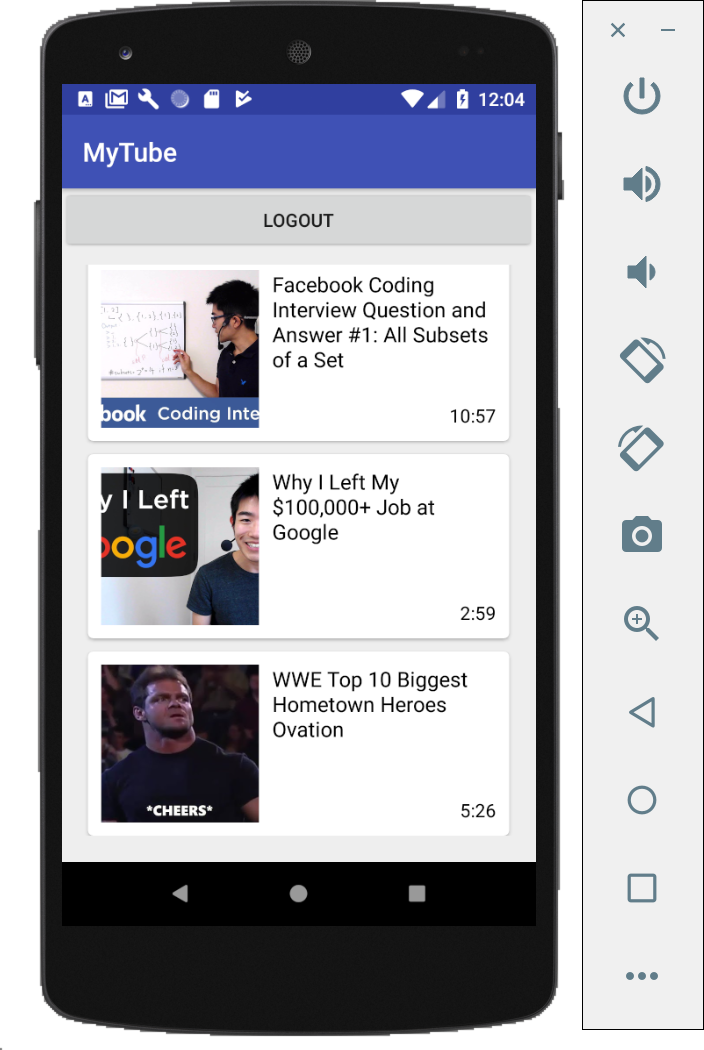 12:04
MyTube
LOGOUT
Facebook Coding
Interview Question and
Answer #1: All Subsets
of a Set
book Coding Inte
10:57
Why I Left My
$100,000+ Job at
Google
y I Left
oogle
2:59
WWE Top 10 Biggest
Hometown Heroes
Ovation
*CHEERS*
5:26